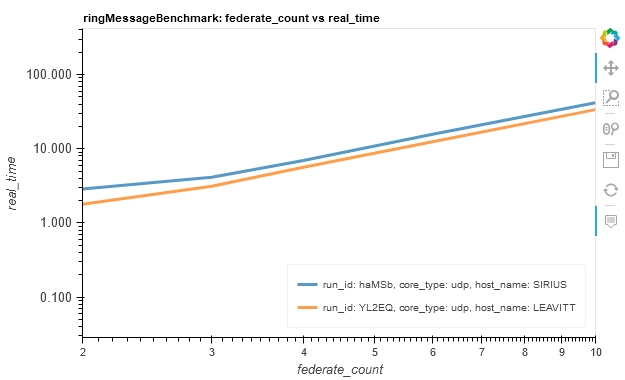 ringMessageBenchmark: federate_count vs real_time
100.000
10.000
1.000
0.100
real_time
run_id: haMSb, core_type: udp, host_name: SIRIUS
run_id: YL2EQ, core_type: udp, host_name: LEAVITT
2 3 4 5 6 7 8 9 10
federate_count